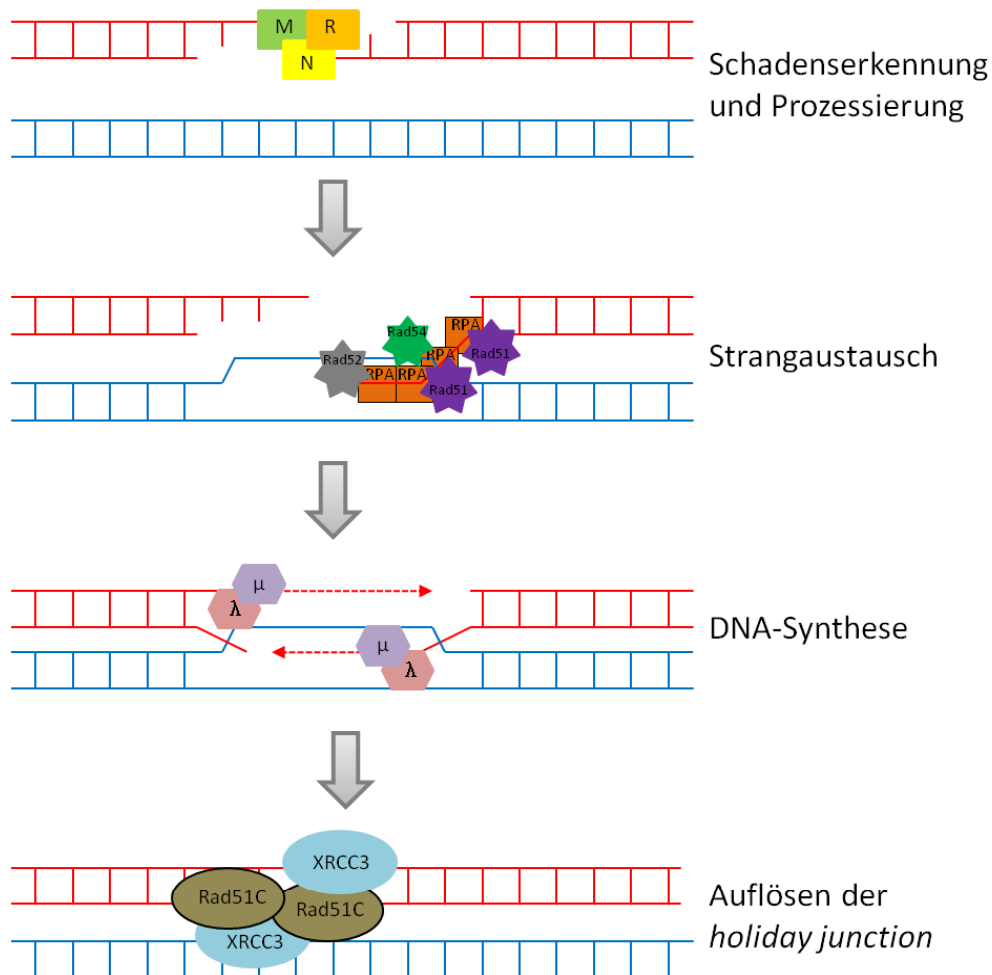 M R
N
Schadenserkennung
und Prozessierung
RPA
Rad54
Rad51
RPA
Rad52
Strangaustausch
RPA RPA
Rad51
μ
λ
DNA-Synthese
μ
λ
XRCC3
Rad51C
Rad51C
XRCC3
Auflösen der
holiday junction